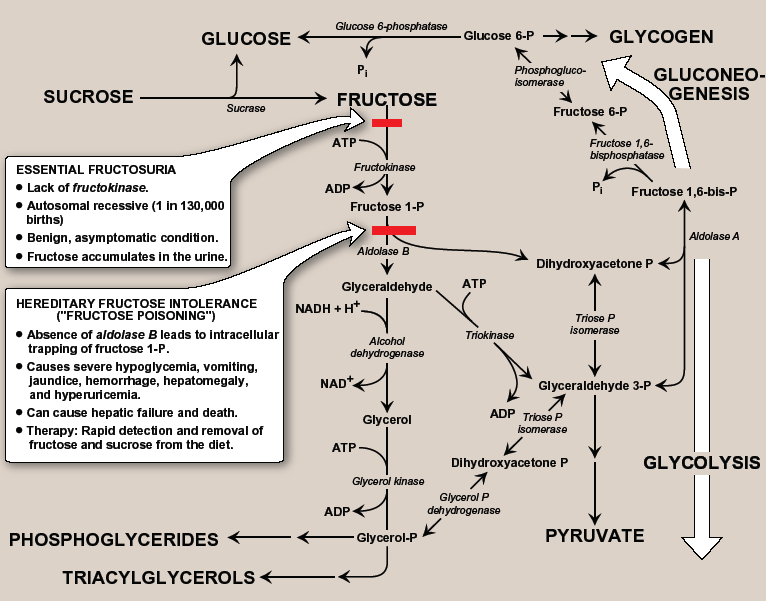 Glucose 6-phosphatase
GLUCOSE
Glucose 6-P
GLYCOGEN
Pi
Phosphogluco-
isomerase
GLUCONEO-
GENESIS
SUCROSE
Sucrase
FRUCTOSE
Fructose 6-P
ATP
Fructokinase
ADP
Fructose 1,6-
bisphosphatase
Pi
Fructose 1,6-bis-P
ESSENTIAL FRUCTOSURIA
● Lack of fructokinase.
● Autosomal recessive (1 in 130,000
births)
● Benign, asymptomatic condition.
● Fructose accumulates in the urine.
Fructose 1-P
Aldolase B
Aldolase A
Dihydroxyacetone P
Glyceraldehyde
HEREDITARY FRUCTOSE INTOLERANCE
("FRUCTOSE POISONING")
● Absence of aldolase B leads to intracellular
trapping of fructose 1-P.
● Causes severe hypoglycemia, vomiting,
jaundice, hemorrhage, hepatomegaly,
and hyperuricemia.
● Can cause hepatic failure and death.
● Therapy: Rapid detection and removal of
fructose and sucrose from the diet.
NADH + H+
Alcohol
dehydrogenase
NAD+
ATP
Triokinase
ADP
Triose P
isomerase
Glyceraldehyde 3-P
Glycerol
Triose P
isomerase
ATP
Glycerol kinase
ADP
Dihydroxyacetone P
Glycerol P
dehydrogenase
GLYCOLYSIS
PHOSPHOGLYCERIDES
Glycerol-P
PYRUVATE
TRIACYLGLYCEROLS